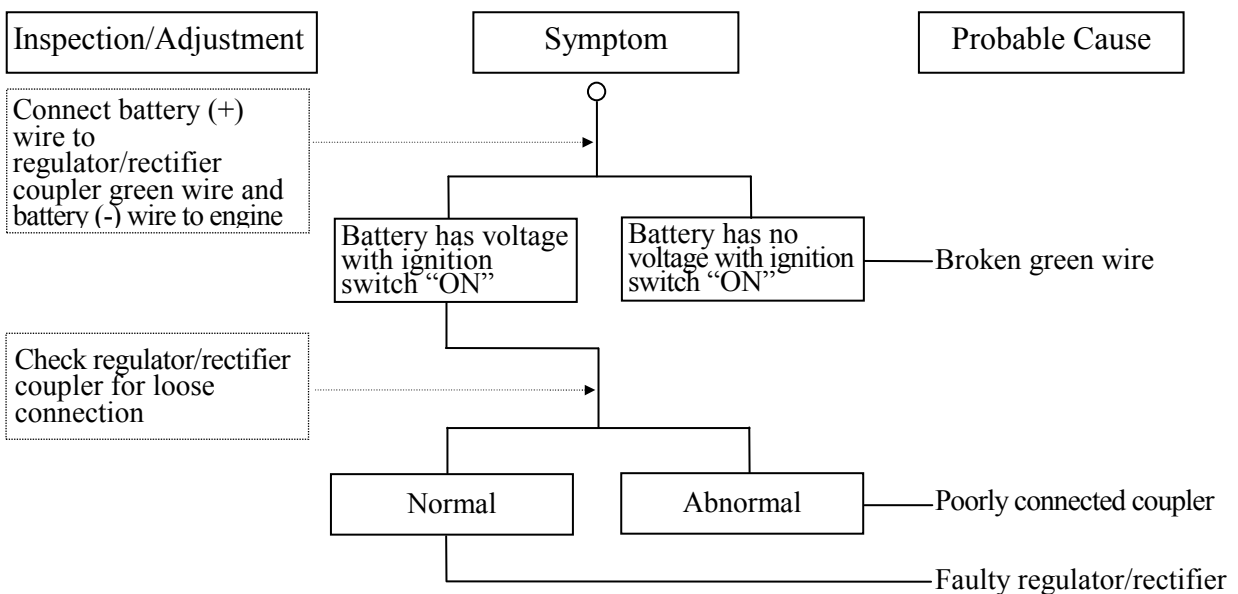 Inspection/Adjustment
Symptom
Probable Cause
Connect battery (+)
wire to
regulator/rectifier
coupler green wire and
battery (-) wire to engine
Battery has voltage
with ignition
switch “ON”
Battery has no
voltage with ignition
switch “ON”
Broken green wire
Check regulator/rectifier
coupler for loose
connection
Normal
Abnormal
Poorly connected coupler
Faulty regulator/rectifier